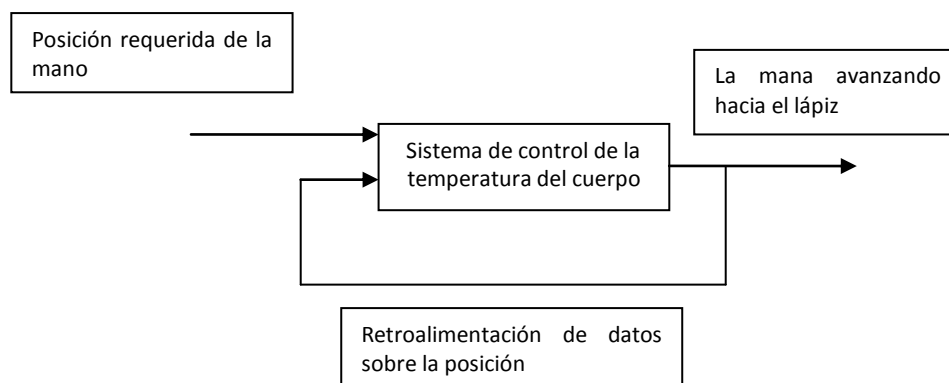 Posición requerida de la
mano
La mana avanzando
hacia el lápiz
Sistema de control de la
temperatura del cuerpo
Retroalimentación de datos
sobre la posición